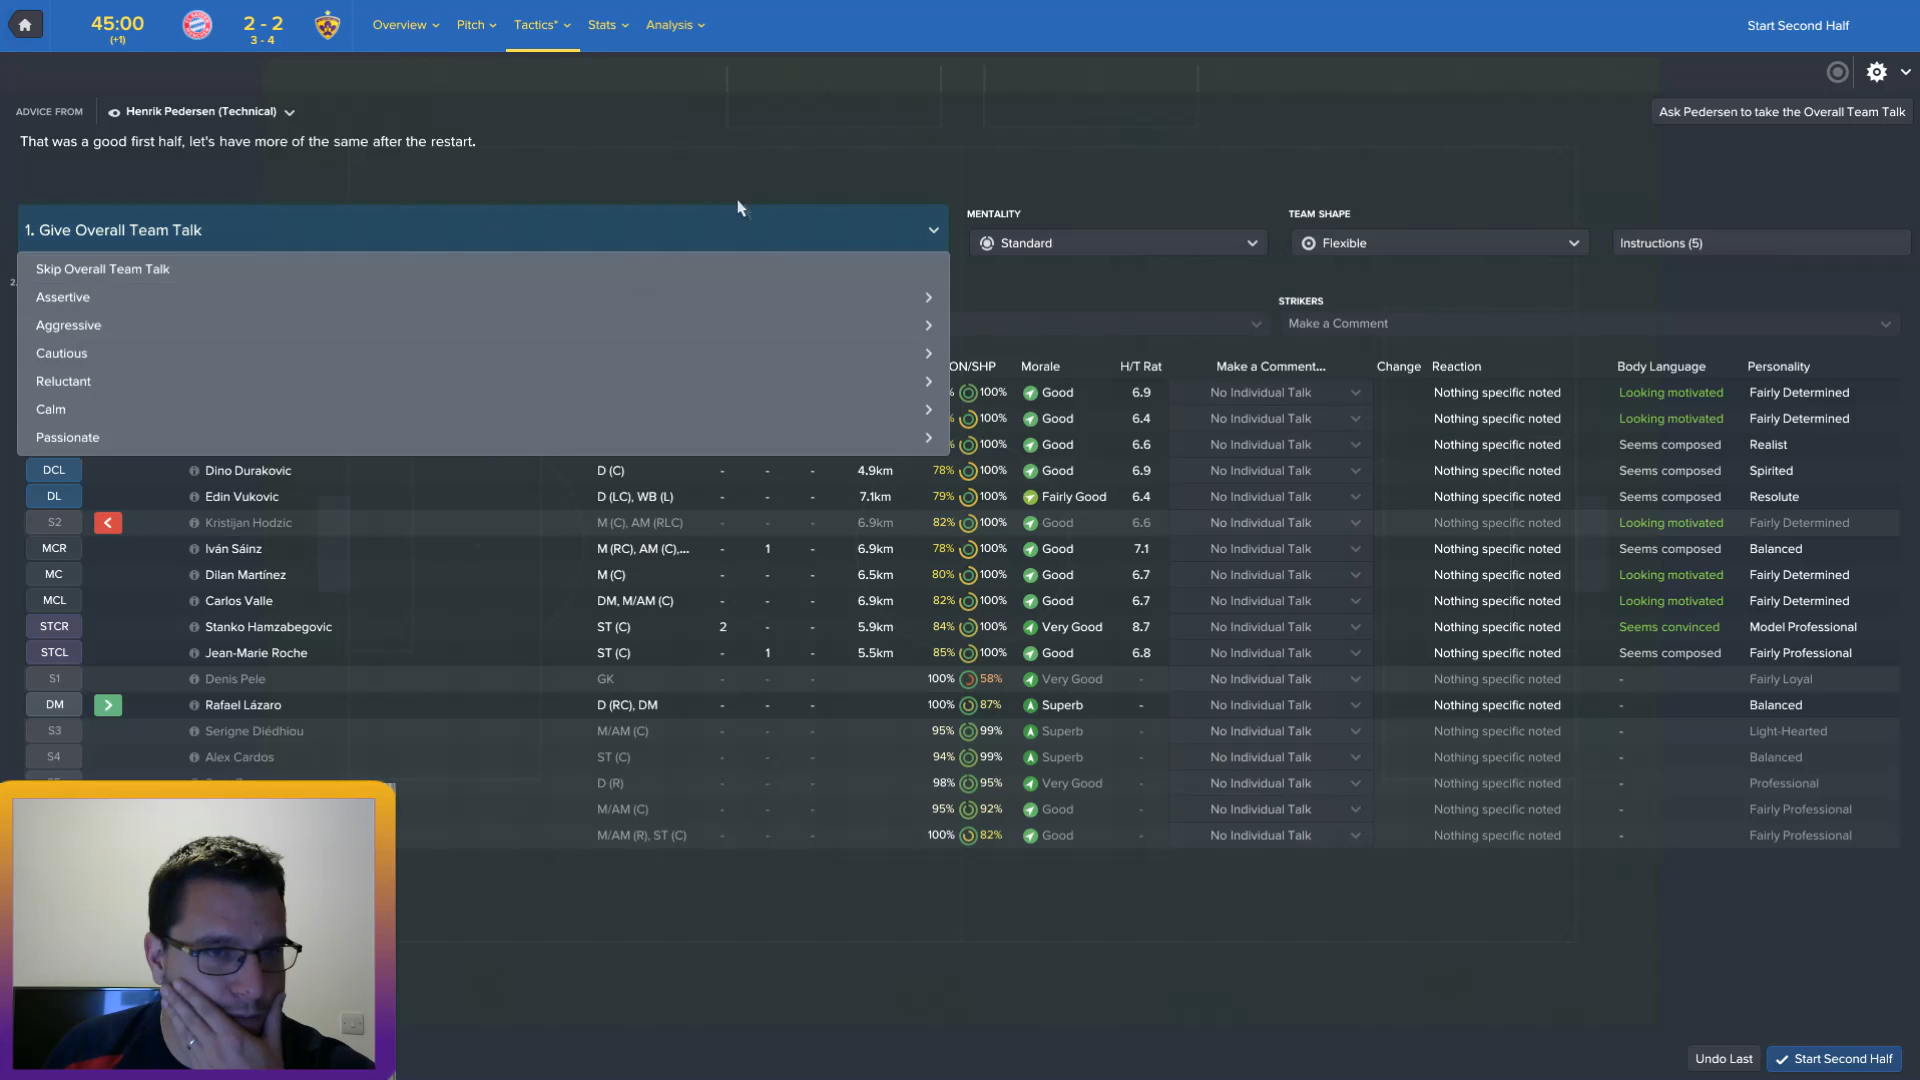 45:00
(+1)
2 - 2
3 - 4
Overview
Pitch
Tactics*
Stats
Analysis
Start Second Half
ADVICE FROM
Henrik Pedersen (Technical)
Ask Pedersen to take the Overall Team Talk
That was a good first half, let's have more of the same after the restart.
1. Give Overall Team Talk
MENTALITY
TEAM SHAPE
Standard
Flexible
Instructions (5)
Skip Overall Team Talk
2.
Assertive
STRIKERS
Aggressive
Make a Comment
Cautious
ON/SHP Morale H/T Rat Make a Comment... Change Reaction Body Language Personality
Reluctant
100% Good 6.9 No Individual Talk Nothing specific noted Looking motivated Fairly Determined
Calm
100% Good 6.4 No Individual Talk Nothing specific noted Looking motivated Fairly Determined
Passionate
100% Good 6.6 No Individual Talk Nothing specific noted Seems composed Realist
DCL Dino Durakovic D (C) - - - 4.9km 78% 100% Good 6.9 No Individual Talk Nothing specific noted Seems composed Spirited
DL Edin Vukovic D (LC), WB (L) - - - 7.1km 79% 100% Fairly Good 6.4 No Individual Talk Nothing specific noted Seems composed Resolute
S2 Kristijan Hodzic M (C), AM (RLC) - - - 6.9km 82% 100% Good 6.6 No Individual Talk Nothing specific noted Looking motivated Fairly Determined
MCR Iván Sáinz M (RC), AM (C),... - 1 - 6.9km 78% 100% Good 7.1 No Individual Talk Nothing specific noted Seems composed Balanced
MC Dilan Martínez M (C) - - - 6.5km 80% 100% Good 6.7 No Individual Talk Nothing specific noted Looking motivated Fairly Determined
MCL Carlos Valle DM, M/AM (C) - - - 6.9km 82% 100% Good 6.7 No Individual Talk Nothing specific noted Looking motivated Fairly Determined
STCR Stanko Hamzabegovic ST (C) 2 - - 5.9km 84% 100% Very Good 8.7 No Individual Talk Nothing specific noted Seems convinced Model Professional
STCL Jean-Marie Roche ST (C) - 1 - 5.5km 85% 100% Good 6.8 No Individual Talk Nothing specific noted Seems composed Fairly Professional
S1 Denis Pele GK - - - - 100% 58% Very Good - No Individual Talk Nothing specific noted - Fairly Loyal
DM Rafael Lázaro D (RC), DM - - - - 100% 87% Superb - No Individual Talk Nothing specific noted - Balanced
S3 Serigne Diédhiou M/AM (C) - - - - 95% 99% Superb - No Individual Talk Nothing specific noted - Light-Hearted
S4 Alex Cardos ST (C) - - - - 94% 99% Superb - No Individual Talk Nothing specific noted - Balanced
D (R) - - - - 98% 95% Very Good - No Individual Talk Nothing specific noted - Professional
M/AM (C) - - - - 95% 92% Good - No Individual Talk Nothing specific noted - Fairly Professional
M/AM (R), ST (C) - - - - 100% 82% Good - No Individual Talk Nothing specific noted - Fairly Professional
Undo Last
Start Second Half